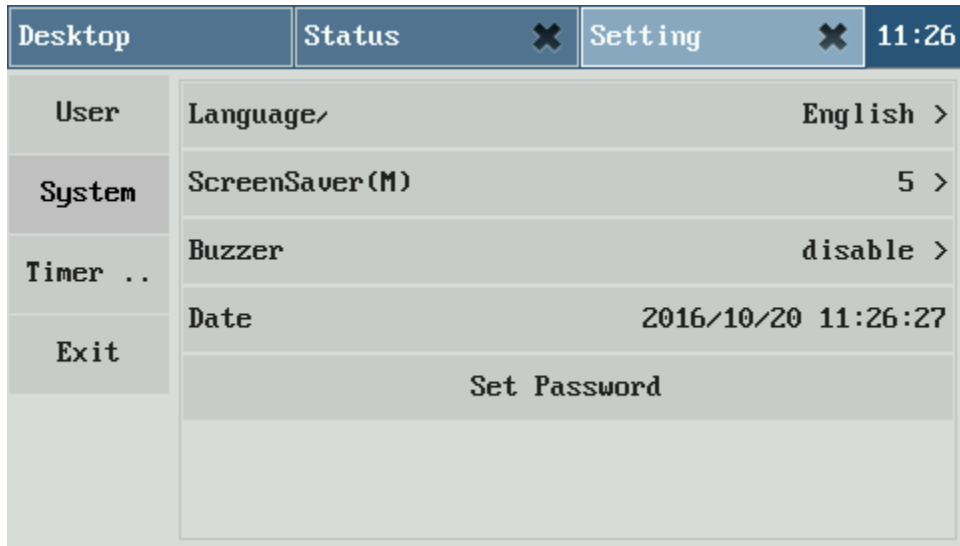 Desktop Status Setting 11:26
User
System
Timer ..
Exit
Language/ English >
ScreenSaver(M) 5 >
Buzzer disable >
Date 2016/10/20 11:26:27
Set Password